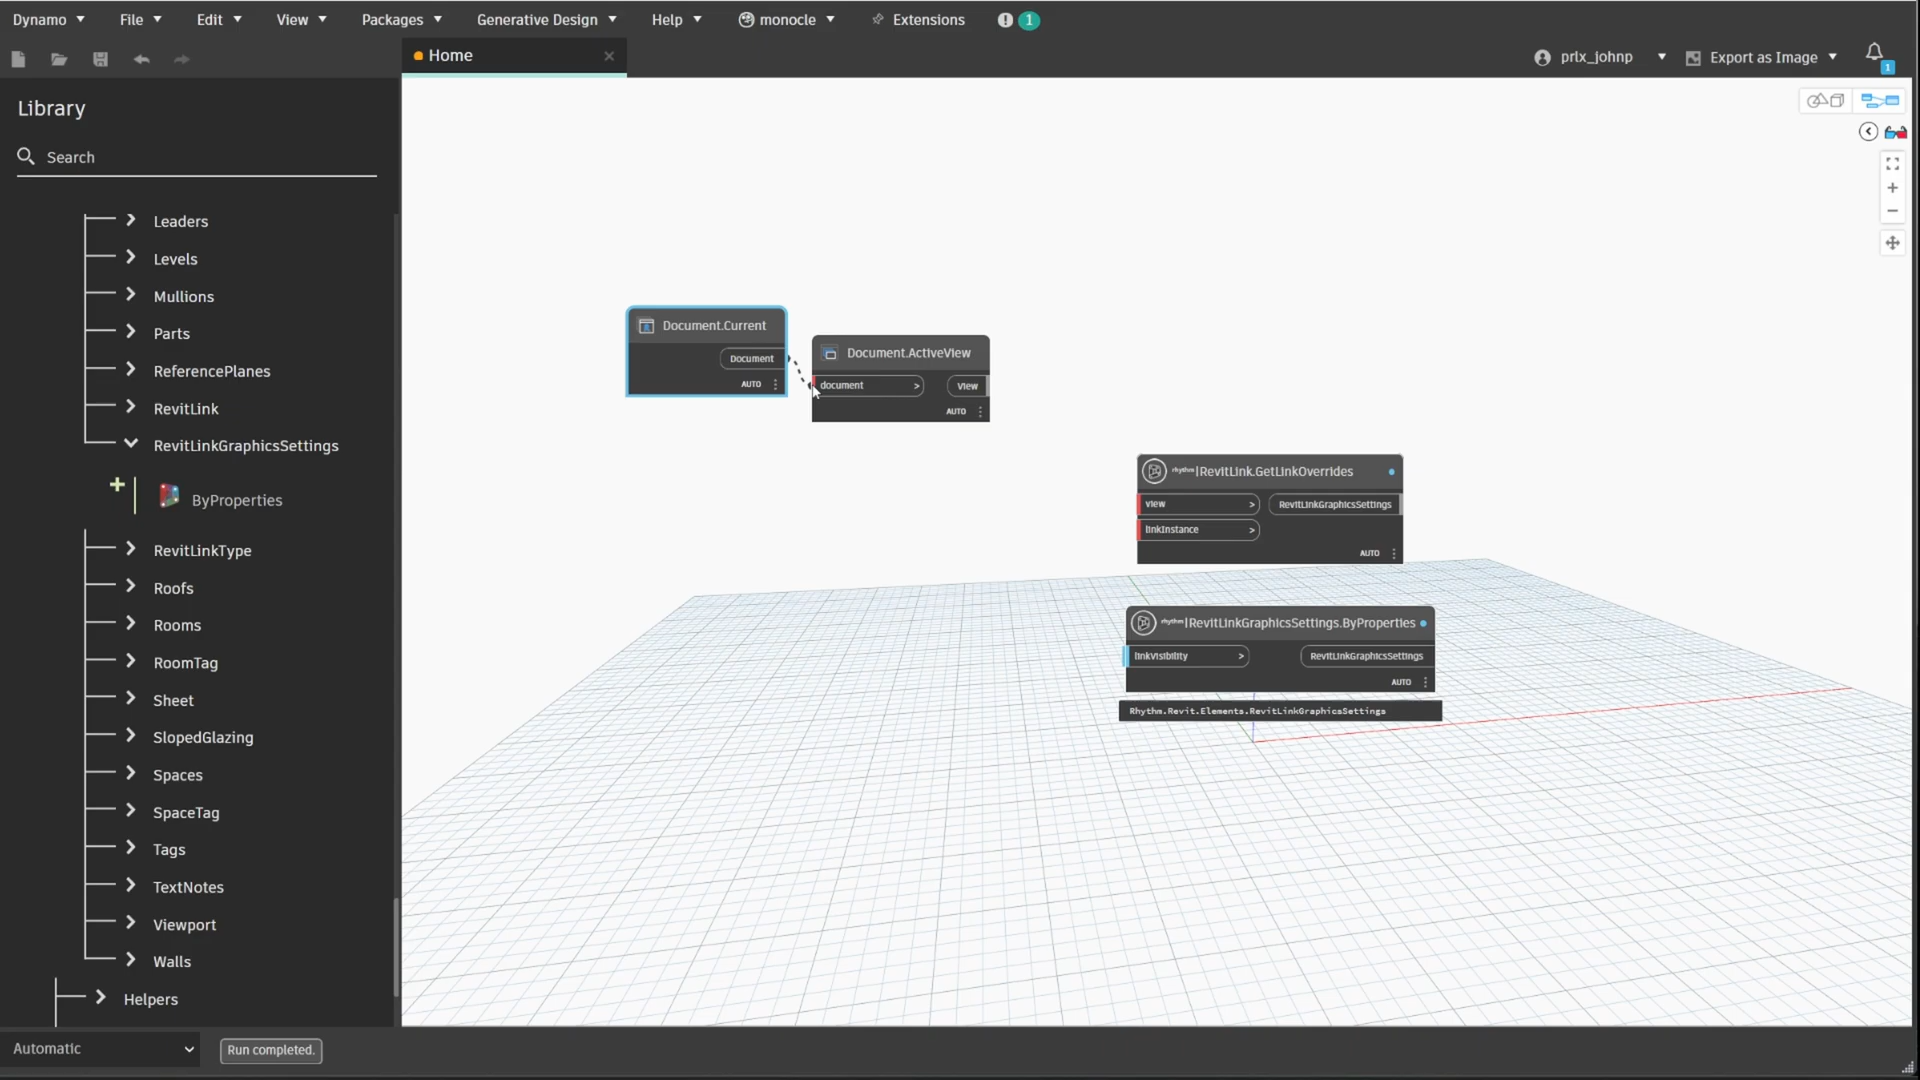 Dynamo File Edit View Packages Generative Design Help monocle Extensions 1
Home
prlx_johnp Export as Image 1
Library
Search
Leaders
Levels
Mullions
Parts
ReferencePlanes
RevitLink
RevitLinkGraphicsSettings
ByProperties
RevitLinkType
Roofs
Rooms
RoomTag
Sheet
SlopedGlazing
Spaces
SpaceTag
Tags
TextNotes
Viewport
Walls
Helpers
Document.Current
Document
AUTO
Document.ActiveView
document > View
AUTO
rhythm|RevitLink.GetLinkOverrides
view > RevitLinkGraphicsSettings
linkInstance >
AUTO
rhythm|RevitLinkGraphicsSettings.ByProperties
linkVisibility > RevitLinkGraphicsSettings
AUTO
Rhythm.Revit.Elements.RevitLinkGraphicsSettings
Automatic Run completed.